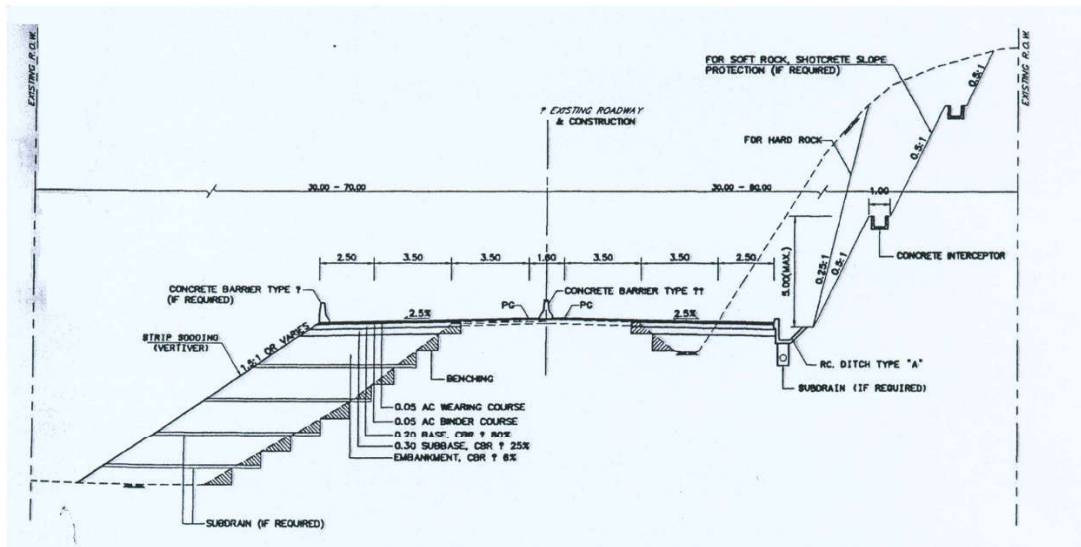 EXISTING R.O.W.
EXISTING R.O.W.
FOR SOFT ROCK, SHOTCRETE SLOPE
PROTECTION (IF REQUIRED)
0.5:1
? EXISTING ROADWAY
& CONSTRUCTION
FOR HARD ROCK
0.5:1
30.00 - 70.00
30.00 - 80.00
1.00
2.50
3.50
3.50
1.60
3.50
3.50
2.50
5.00(MAX.)
0.25:1
0.5:1
CONCRETE INTERCEPTOR
CONCRETE BARRIER TYPE ?
(IF REQUIRED)
CONCRETE BARRIER TYPE ??
2.5%
PG
PG
2.5%
STRIP SODDING
(VERTIVER)
1.5:1 OR VARIES
RC. DITCH TYPE "A"
BENCHING
SUBDRAIN (IF REQUIRED)
0.05 AC WEARING COURSE
0.05 AC BINDER COURSE
0.20 BASE, CBR ? 80%
0.30 SUBBASE, CBR ? 25%
EMBANKMENT, CBR ? 6%
SUBDRAIN (IF REQUIRED)